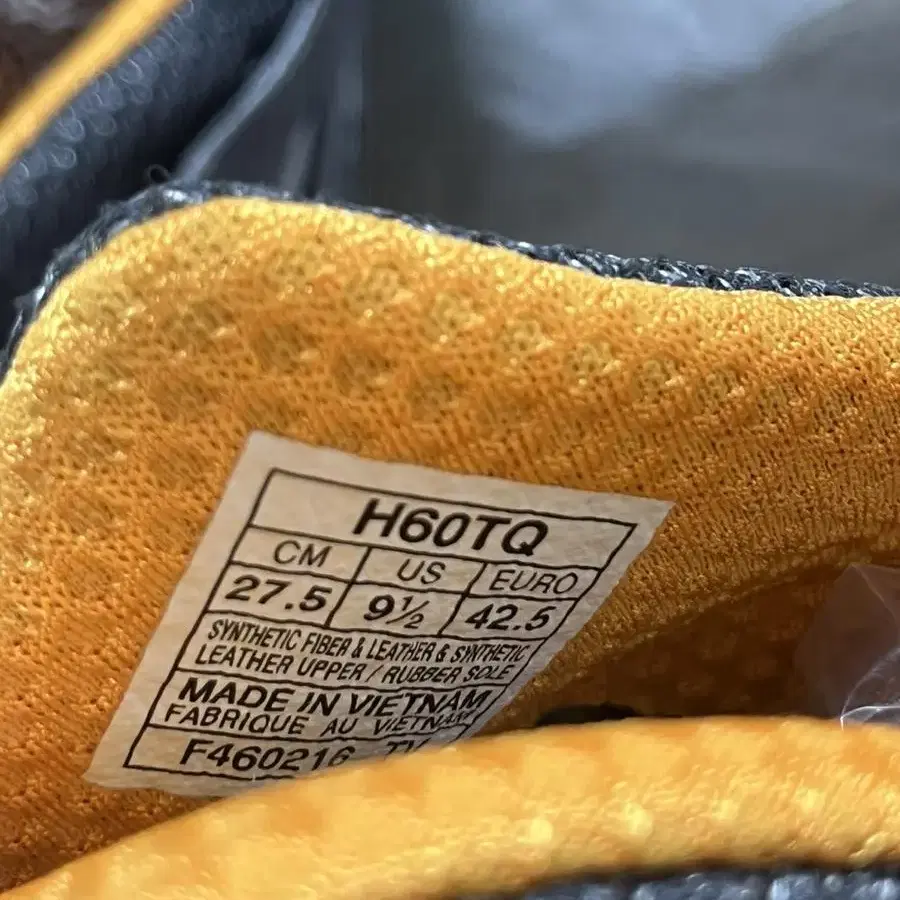 H60TQ
CM US EURO
27.5 9½ 42.5
SYNTHETIC FIBER & LEATHER & SYNTHETIC
LEATHER UPPER / RUBBER SOLE
MADE IN VIETNAM
FABRIQUE AU VIETNAM
F460216